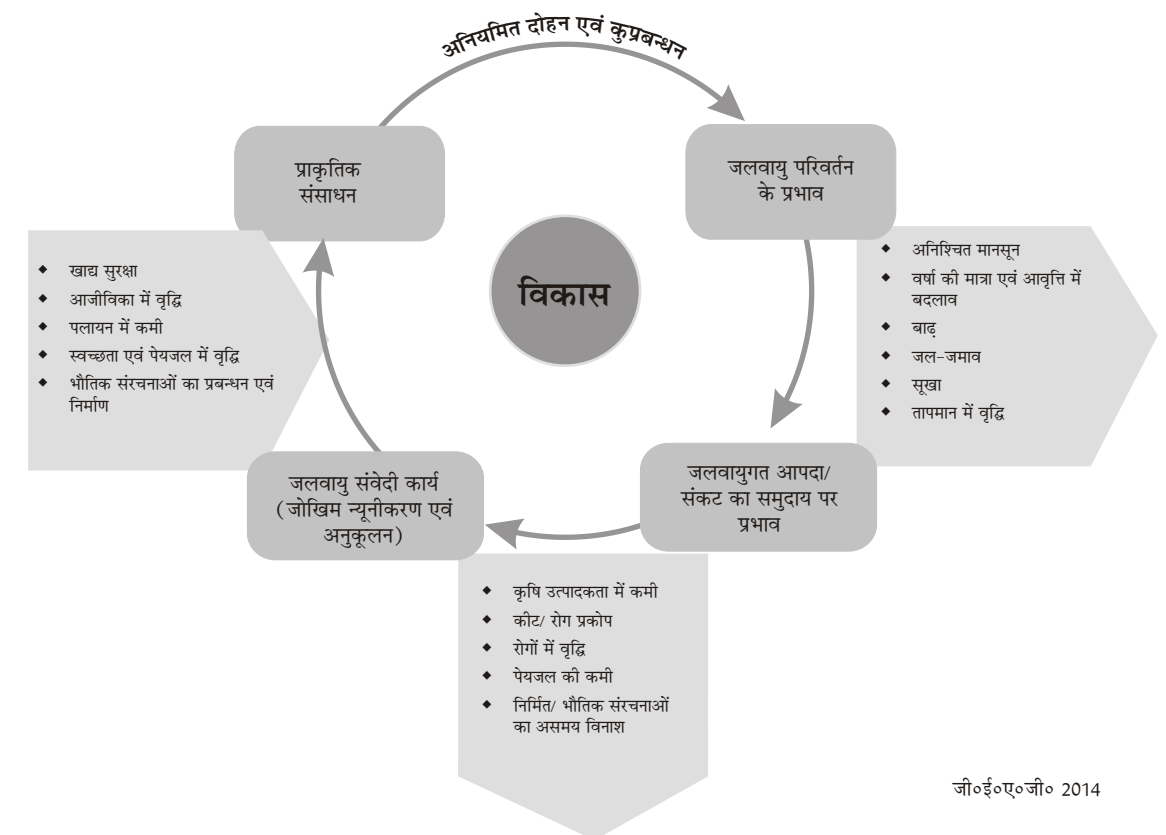 अनियमित दोहन एवं कुप्रबन्धन
प्राकृतिक
संसाधन
जलवायु परिवर्तन
के प्रभाव
◆ खाद्य सुरक्षा
◆ आजीविका में वृद्धि
◆ पलायन में कमी
◆ स्वच्छता एवं पेयजल में वृद्धि
◆ भौतिक संरचनाओं का प्रबन्धन एवं
निर्माण
विकास
◆ अनिश्चित मानसून
◆ वर्षा की मात्रा एवं आवृत्ति में
बदलाव
◆ बाढ़
◆ जल-जमाव
◆ सूखा
◆ तापमान में वृद्धि
जलवायु संवेदी कार्य
(जोखिम न्यूनीकरण एवं
अनुकूलन)
जलवायुगत आपदा/
संकट का समुदाय पर
प्रभाव
◆ कृषि उत्पादकता में कमी
◆ कीट/ रोग प्रकोप
◆ रोगों में वृद्धि
◆ पेयजल की कमी
◆ निर्मित/ भौतिक संरचनाओं
का असमय विनाश
जी०ई०ए०जी० 2014